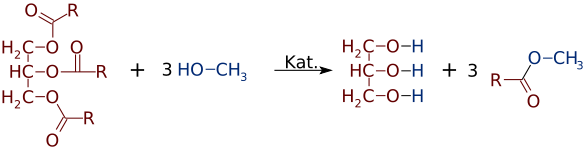 O R
H₂C O O Kat. H₂C–O–H O–CH₃
HC–O R + 3 HO–CH₃ HC–O–H + 3 R
H₂C O H₂C–O–H O
R
O